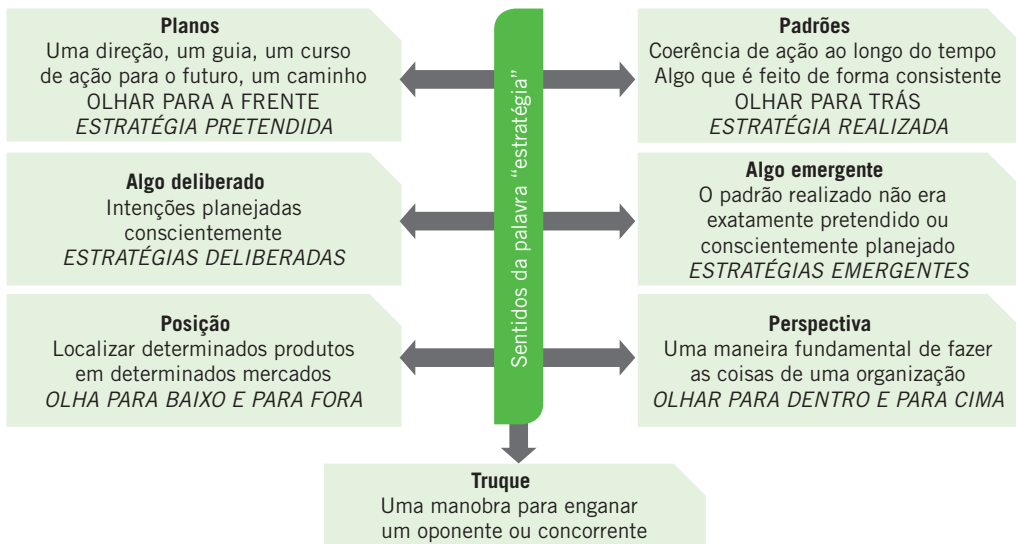 Planos
Uma direção, um guia, um curso
de ação para o futuro, um caminho
OLHAR PARA A FRENTE
ESTRATÉGIA PRETENDIDA
Padrões
Coerência de ação ao longo do tempo
Algo que é feito de forma consistente
OLHAR PARA TRÁS
ESTRATÉGIA REALIZADA
Sentidos da palavra “estratégia”
Algo deliberado
Intenções planejadas
conscientemente
ESTRATÉGIAS DELIBERADAS
Algo emergente
O padrão realizado não era
exatamente pretendido ou
conscientemente planejado
ESTRATÉGIAS EMERGENTES
Posição
Localizar determinados produtos
em determinados mercados
OLHA PARA BAIXO E PARA FORA
Perspectiva
Uma maneira fundamental de fazer
as coisas de uma organização
OLHAR PARA DENTRO E PARA CIMA
Truque
Uma manobra para enganar
um oponente ou concorrente